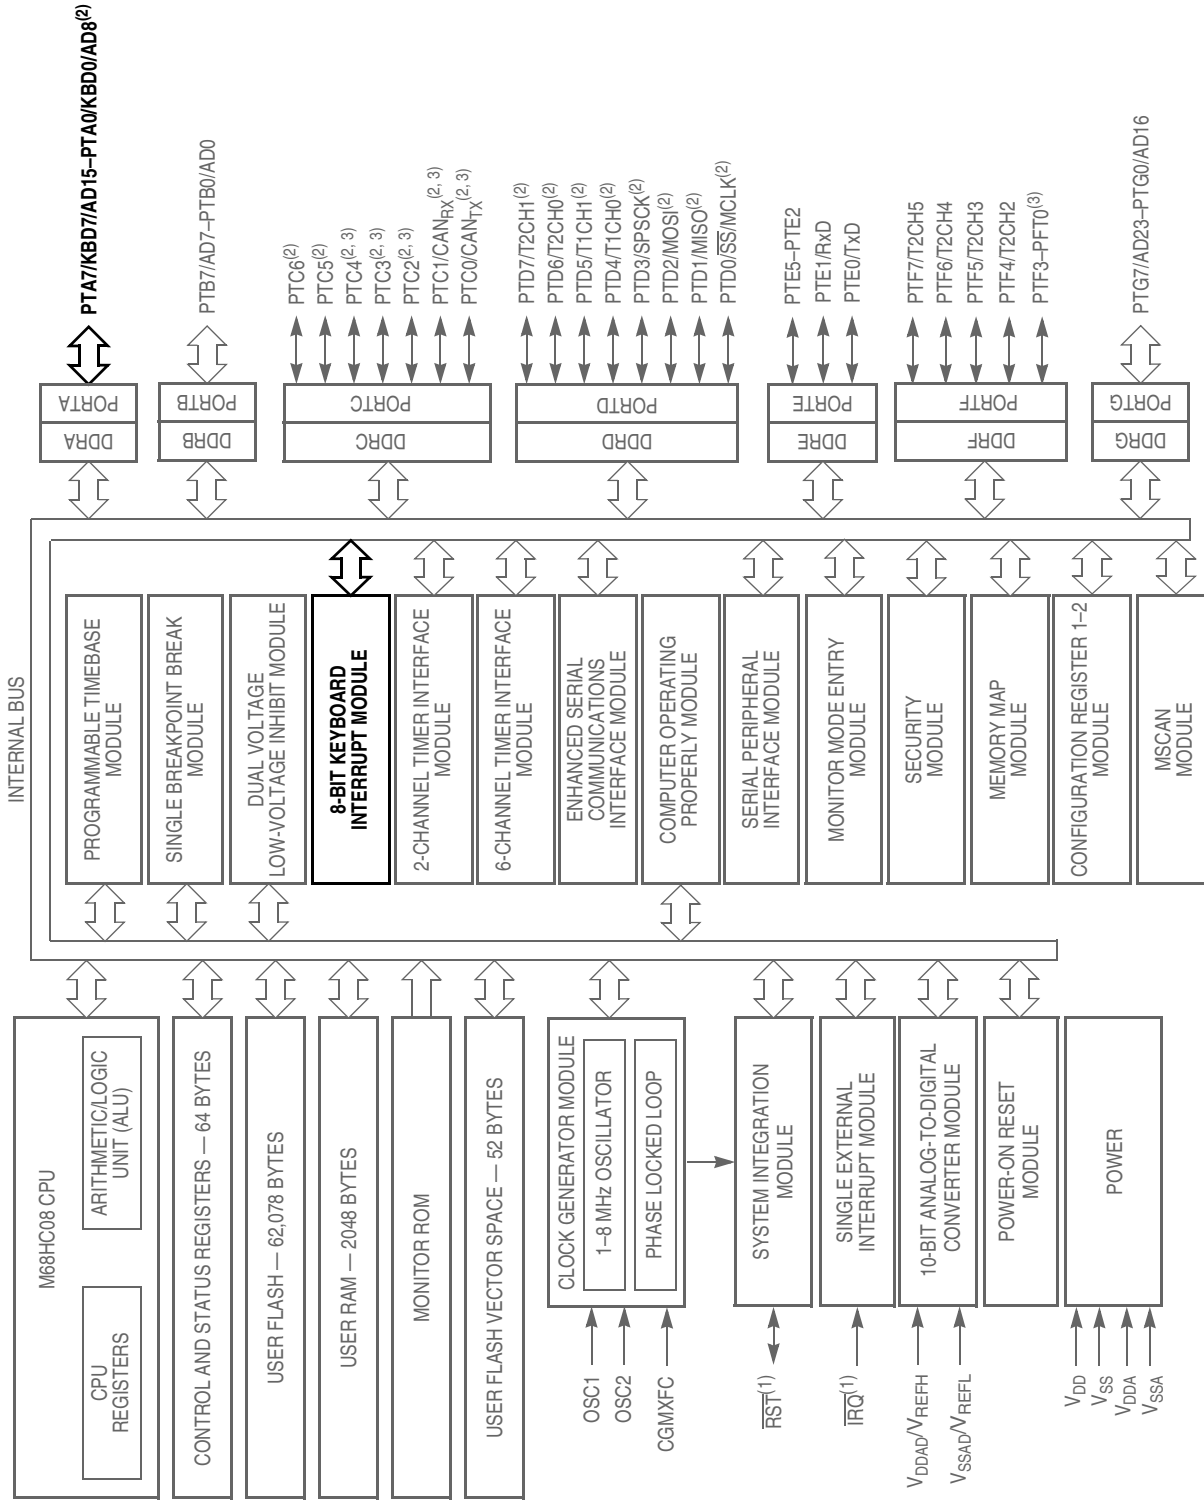 INTERNAL BUS
M68HC08 CPU
CPU
REGISTERS
ARITHMETIC/LOGIC
UNIT (ALU)
CONTROL AND STATUS REGISTERS — 64 BYTES
USER FLASH — 62,078 BYTES
USER RAM — 2048 BYTES
MONITOR ROM
USER FLASH VECTOR SPACE — 52 BYTES
CLOCK GENERATOR MODULE
1–8 MHz OSCILLATOR
PHASE LOCKED LOOP
OSC1
OSC2
CGMXFC
SYSTEM INTEGRATION
MODULE
RST(1)
SINGLE EXTERNAL
INTERRUPT MODULE
IRQ(1)
10-BIT ANALOG-TO-DIGITAL
CONVERTER MODULE
VDDAD/VREFH
VSSAD/VREFL
POWER-ON RESET
MODULE
POWER
VDD
VSS
VDDA
VSSA
PROGRAMMABLE TIMEBASE
MODULE
SINGLE BREAKPOINT BREAK
MODULE
DUAL VOLTAGE
LOW-VOLTAGE INHIBIT MODULE
8-BIT KEYBOARD
INTERRUPT MODULE
2-CHANNEL TIMER INTERFACE
MODULE
6-CHANNEL TIMER INTERFACE
MODULE
ENHANCED SERIAL
COMMUNICATIONS
INTERFACE MODULE
COMPUTER OPERATING
PROPERLY MODULE
SERIAL PERIPHERAL
INTERFACE MODULE
MONITOR MODE ENTRY
MODULE
SECURITY
MODULE
MEMORY MAP
MODULE
CONFIGURATION REGISTER 1–2
MODULE
MSCAN
MODULE
DDRA
PORTA
PTA7/KBD7/AD15–PTA0/KBD0/AD8(2)
DDRB
PORTB
PTB7/AD7–PTB0/AD0
DDRC
PORTC
PTC6(2)
PTC5(2)
PTC4(2, 3)
PTC3(2, 3)
PTC2(2, 3)
PTC1/CANRX(2, 3)
PTC0/CANTX(2, 3)
DDRD
PORTD
PTD7/T2CH1(2)
PTD6/T2CH0(2)
PTD5/T1CH1(2)
PTD4/T1CH0(2)
PTD3/SPSCK(2)
PTD2/MOSI(2)
PTD1/MISO(2)
PTD0/SS/MCLK(2)
DDRE
PORTE
PTE5–PTE2
PTE1/RxD
PTE0/TxD
DDRF
PORTF
PTF7/T2CH5
PTF6/T2CH4
PTF5/T2CH3
PTF4/T2CH2
PTF3–PFT0(3)
DDRG
PORTG
PTG7/AD23–PTG0/AD16